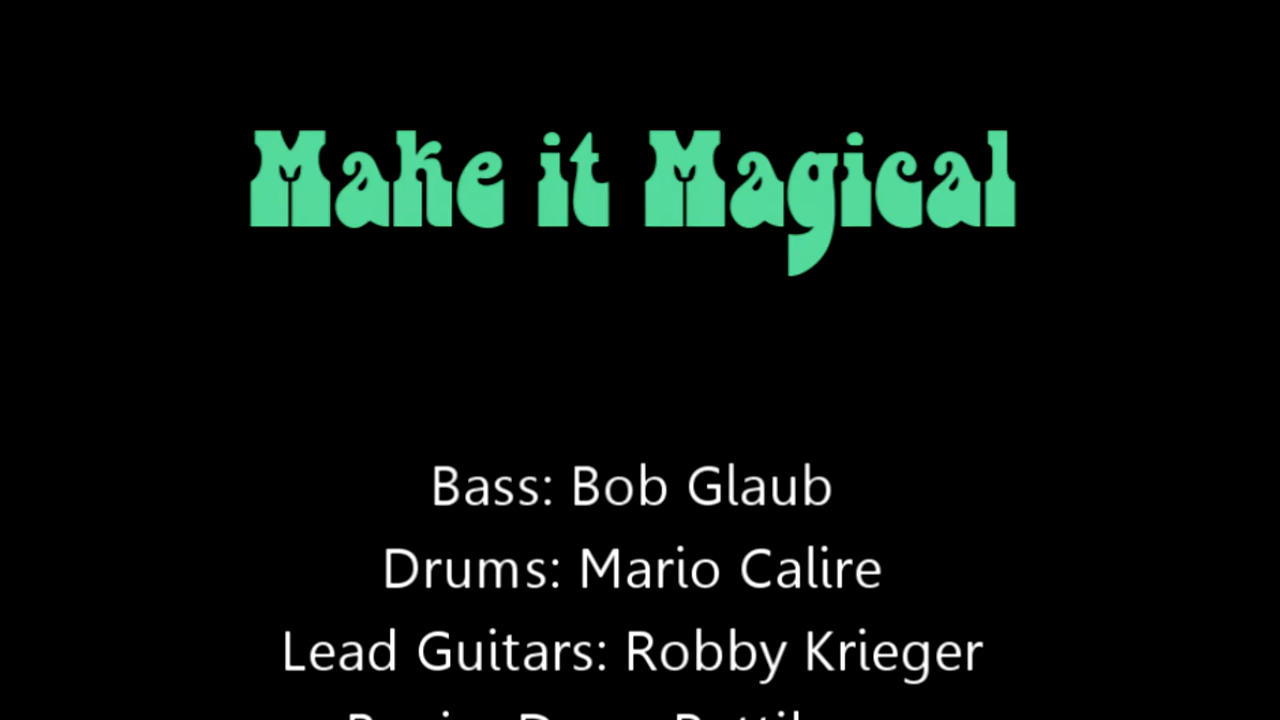 Make it Magical
Bass: Bob Glaub
Drums: Mario Calire
Lead Guitars: Robby Krieger